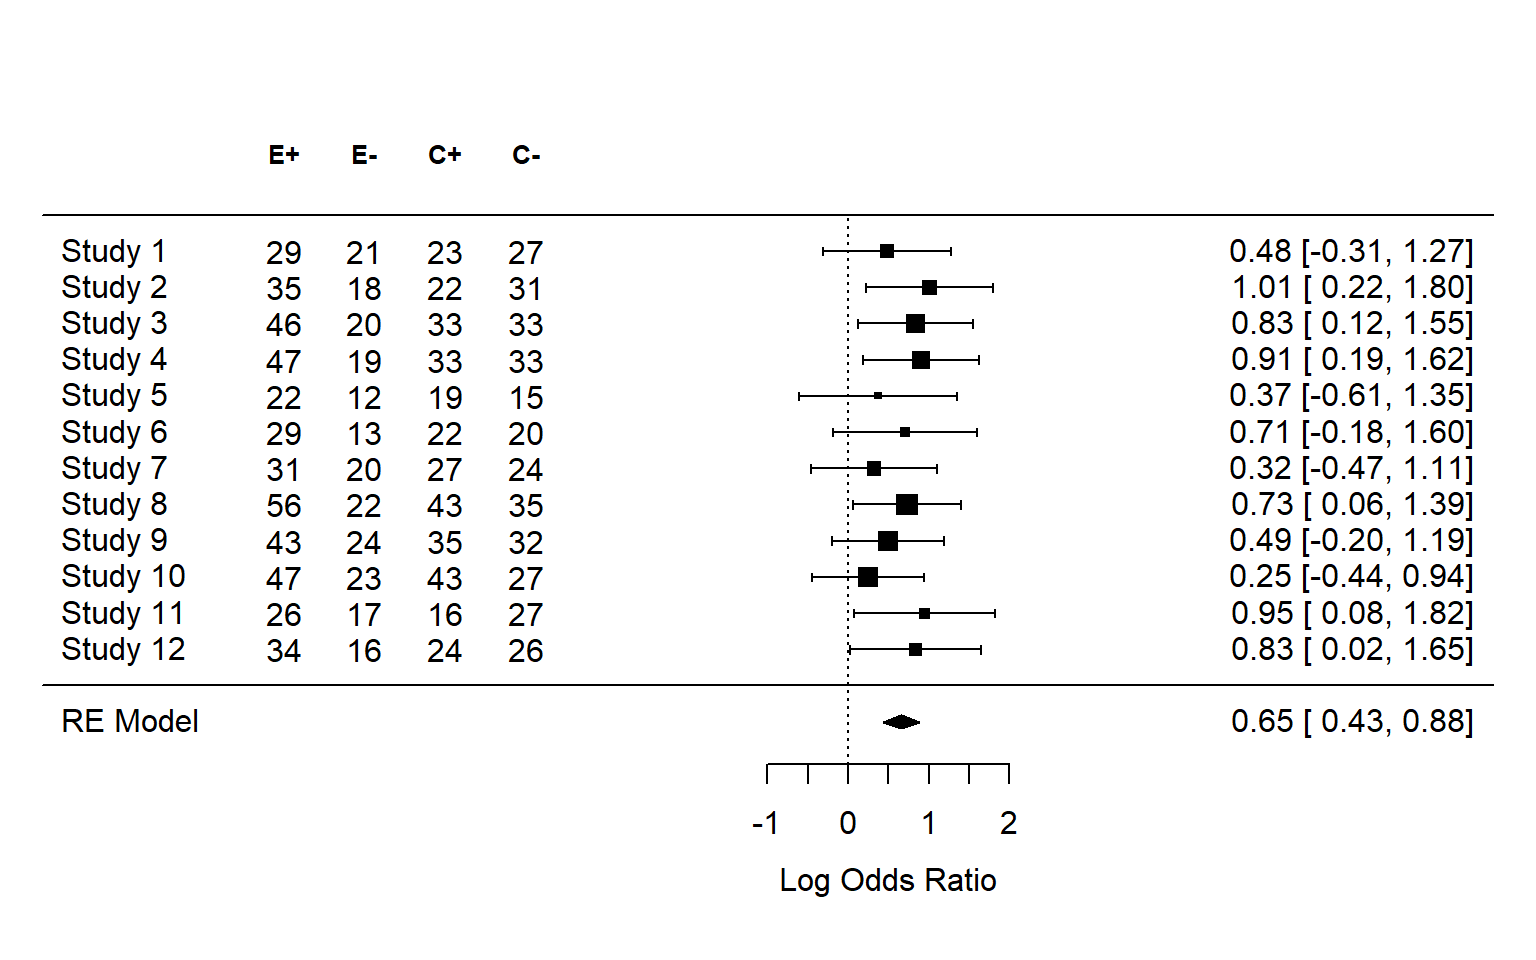 E+ E- C+ C-
Study 1 29 21 23 27 0.48 [-0.31, 1.27]
Study 2 35 18 22 31 1.01 [ 0.22, 1.80]
Study 3 46 20 33 33 0.83 [ 0.12, 1.55]
Study 4 47 19 33 33 0.91 [ 0.19, 1.62]
Study 5 22 12 19 15 0.37 [-0.61, 1.35]
Study 6 29 13 22 20 0.71 [-0.18, 1.60]
Study 7 31 20 27 24 0.32 [-0.47, 1.11]
Study 8 56 22 43 35 0.73 [ 0.06, 1.39]
Study 9 43 24 35 32 0.49 [-0.20, 1.19]
Study 10 47 23 43 27 0.25 [-0.44, 0.94]
Study 11 26 17 16 27 0.95 [ 0.08, 1.82]
Study 12 34 16 24 26 0.83 [ 0.02, 1.65]
RE Model 0.65 [ 0.43, 0.88]
-1 0 1 2
Log Odds Ratio